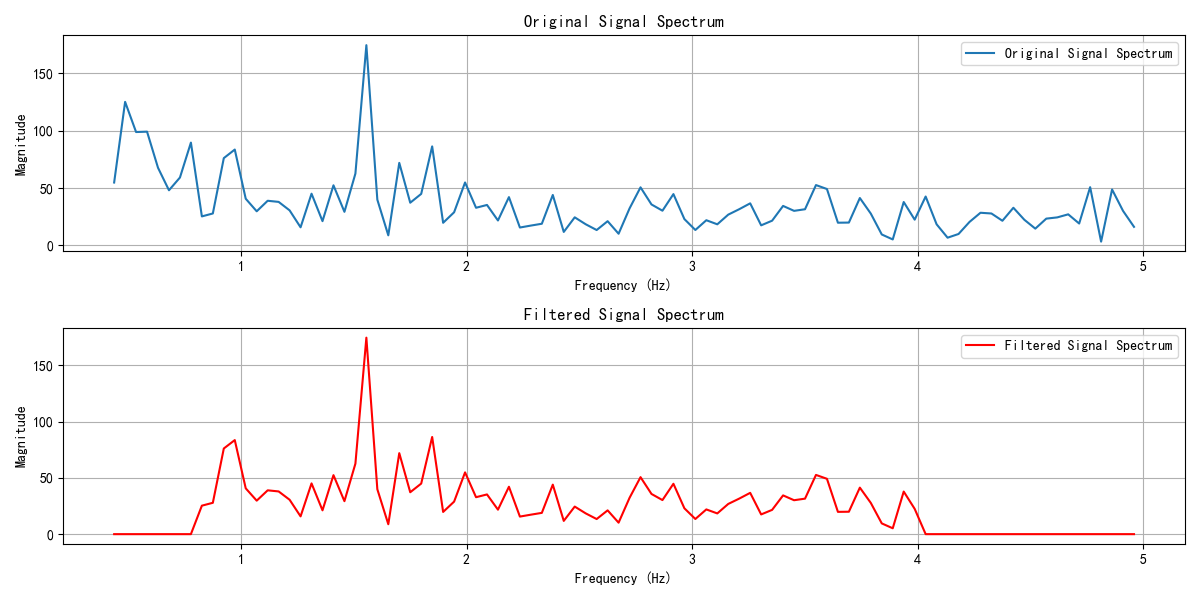 Original Signal Spectrum
Original Signal Spectrum
Magnitude
150
100
50
0
1
2
3
4
5
Frequency (Hz)
Filtered Signal Spectrum
Filtered Signal Spectrum
Magnitude
150
100
50
0
1
2
3
4
5
Frequency (Hz)